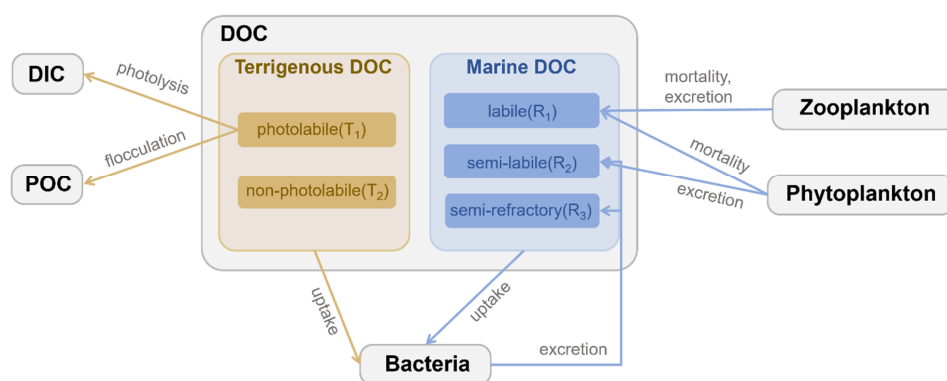 DOC
Terrigenous DOC
Marine DOC
DIC
photolysis
photolabile(T₁)
labile(R₁)
mortality,
excretion
Zooplankton
flocculation
semi-labile(R₂)
mortality
POC
non-photolabile(T₂)
semi-refractory(R₃)
excretion
Phytoplankton
uptake
uptake
Bacteria
excretion